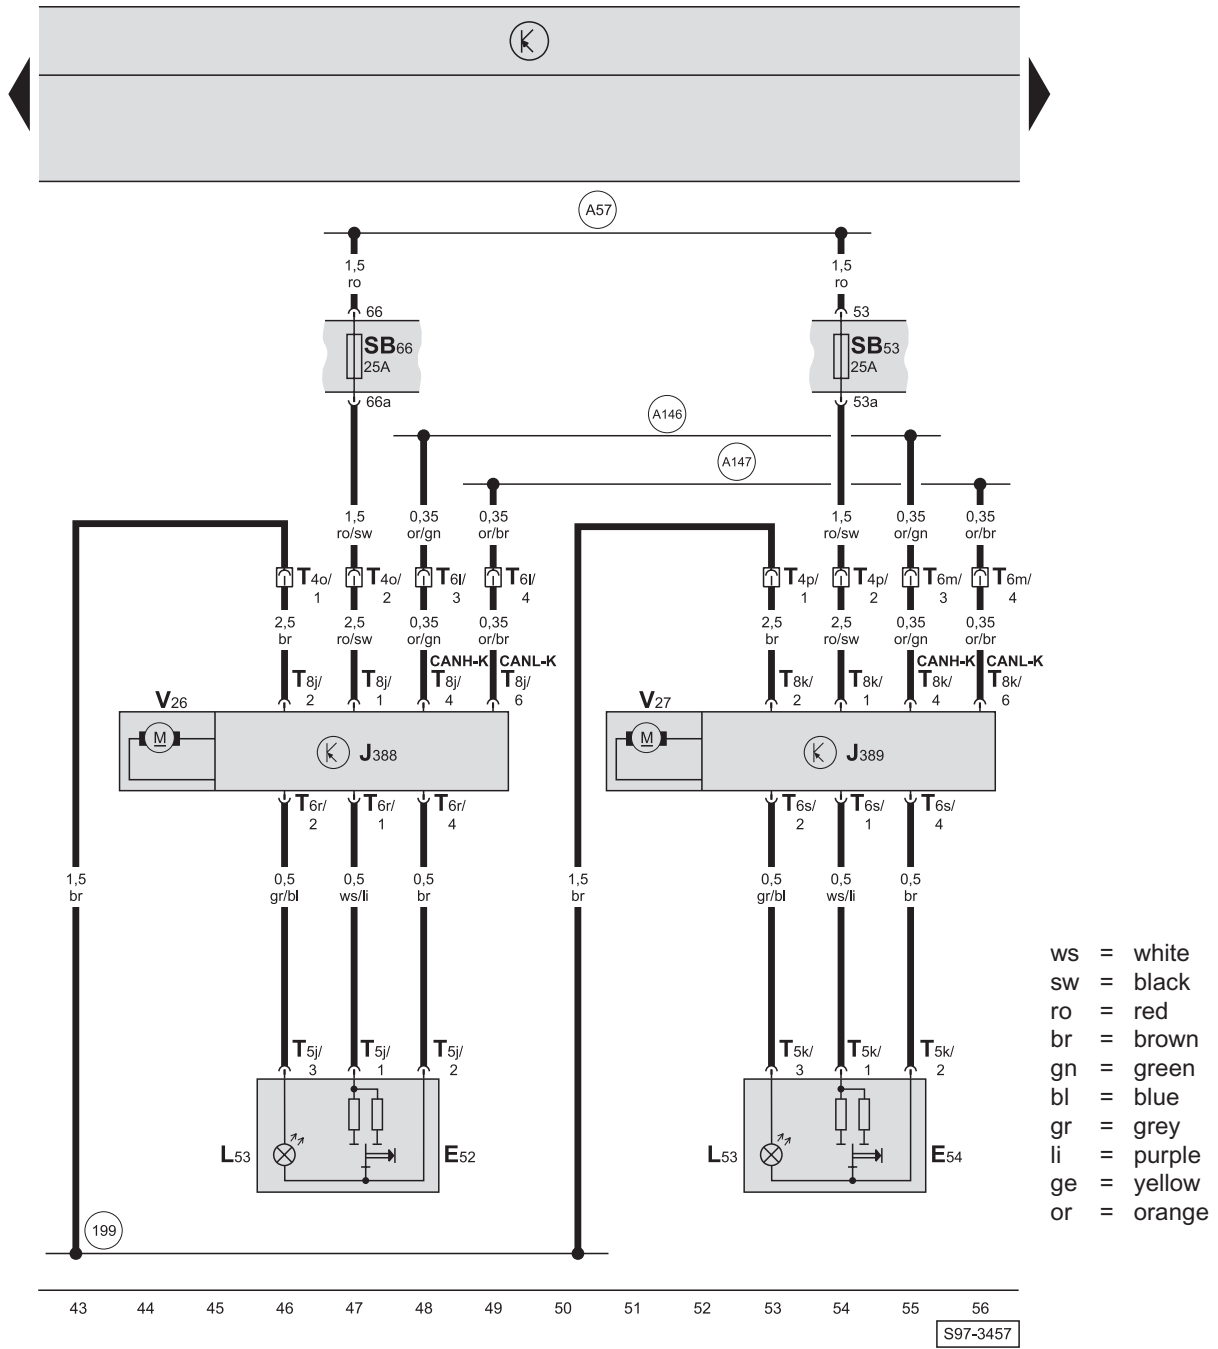 A57
1,5
ro
1,5
ro
66
53
SB66
25A
SB53
25A
66a
53a
A146
A147
1,5
ro/sw
0,35
or/gn
0,35
or/br
1,5
ro/sw
0,35
or/gn
0,35
or/br
T4o/
1
T4o/
2
T6l/
3
T6l/
4
T4p/
1
T4p/
2
T6m/
3
T6m/
4
2,5
br
2,5
ro/sw
0,35
or/gn
0,35
or/br
2,5
br
2,5
ro/sw
0,35
or/gn
0,35
or/br
CANH-K
CANL-K
CANH-K
CANL-K
T8j/
2
T8j/
1
T8j/
4
T8j/
6
T8k/
2
T8k/
1
T8k/
4
T8k/
6
V26
V27
M
J388
M
J389
T6r/
2
T6r/
1
T6r/
4
T6s/
2
T6s/
1
T6s/
4
1,5
br
0,5
gr/bl
0,5
ws/li
0,5
br
1,5
br
0,5
gr/bl
0,5
ws/li
0,5
br
T5j/
3
T5j/
1
T5j/
2
T5k/
3
T5k/
1
T5k/
2
L53
E52
L53
E54
199
ws = white
sw = black
ro = red
br = brown
gn = green
bl = blue
gr = grey
li = purple
ge = yellow
or = orange
43 44 45 46 47 48 49 50 51 52 53 54 55 56
S97-3457